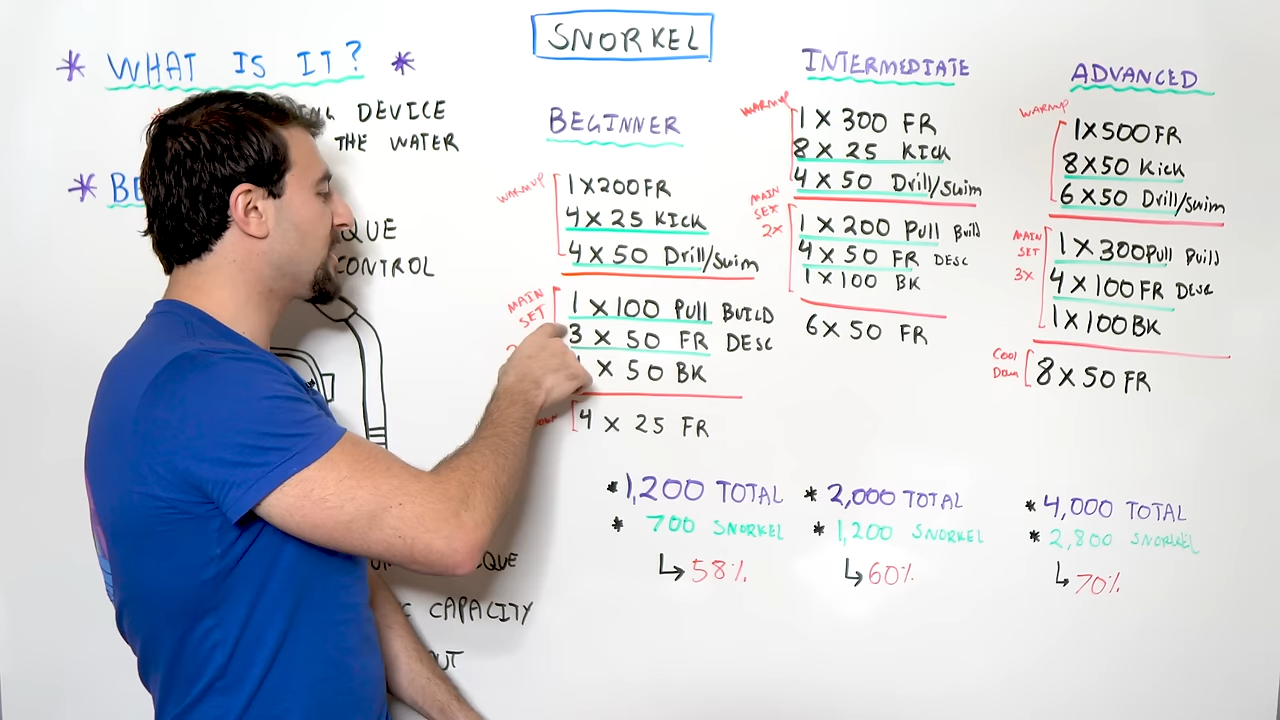 SNORKEL
* WHAT IS IT? *
DEVICE
THE WATER
* BE
QUE
CONTROL
QUE
CAPACITY
UT
BEGINNER
WARMUP
1 X 200 FR
4 X 25 KICK
4 X 50 Drill/swim
MAIN
SET
1 X 100 Pull BUILD
3 X 50 FR DESC
X 50 BK
4 X 25 FR
* 1,200 TOTAL
* 700 SNORKEL
↳ 58%
INTERMEDIATE
WARMUP
1 X 300 FR
8 X 25 KICK
4 X 50 Drill/swim
MAIN
SET
2X
1 X 200 Pull Build
4 X 50 FR DESC
1 X 100 BK
6 X 50 FR
* 2,000 TOTAL
* 1,200 SNORKEL
↳ 60%
ADVANCED
WARMUP
1X500 FR
8X50 Kick
6 X 50 Drill/swim
MAIN
SET
3X
1 X 300 Pull Build
4 X 100 FR Desc
1 X 100 BK
Cool
Down
8 X 50 FR
* 4,000 TOTAL
* 2,800 SNORKEL
↳ 70%